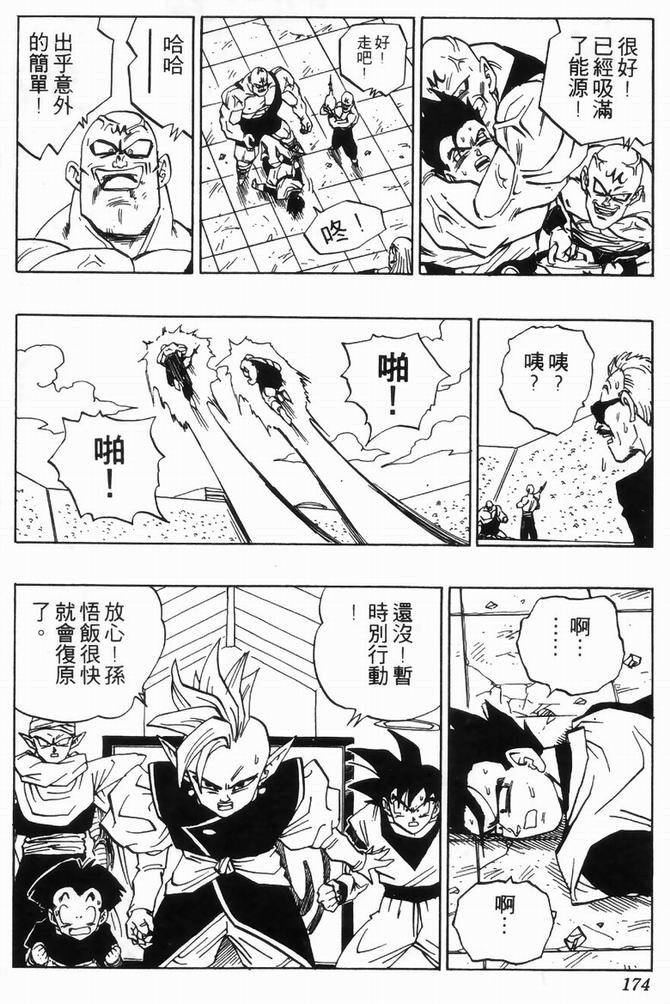 很好！
已經吸滿
了能源！
好！
走吧！
咚！
哈哈
——
出乎意外
的簡單！
咦？
咦？
啪！
啪！
啊
⋯⋯
⋯⋯
啊
⋯
還沒！暫
時別行動
！
放心！孫
悟飯很快
就會復原
了。
174